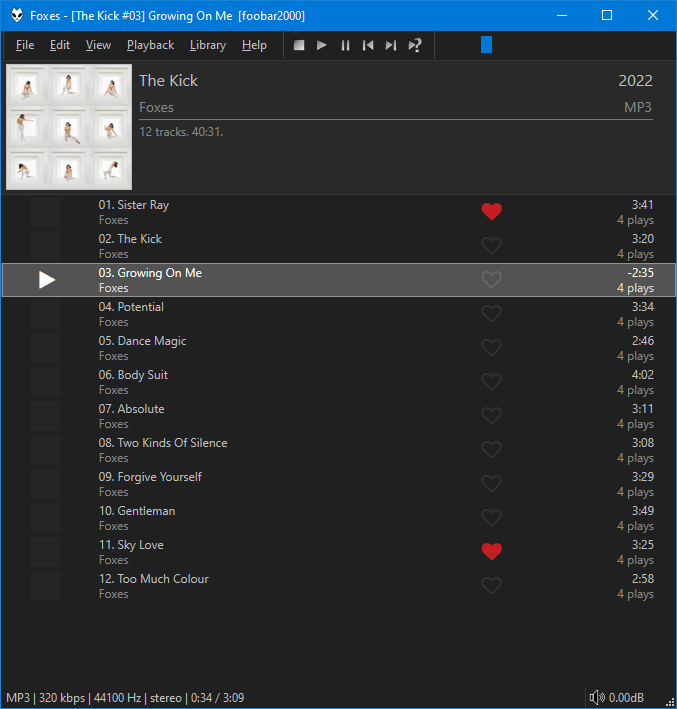 Foxes - [The Kick #03] Growing On Me [foobar2000]
File Edit View Playback Library Help
The Kick 2022
Foxes MP3
12 tracks. 40:31.
01. Sister Ray 3:41
Foxes 4 plays
02. The Kick 3:20
Foxes 4 plays
03. Growing On Me -2:35
Foxes 4 plays
04. Potential 3:34
Foxes 4 plays
05. Dance Magic 2:46
Foxes 4 plays
06. Body Suit 4:02
Foxes 4 plays
07. Absolute 3:11
Foxes 4 plays
08. Two Kinds Of Silence 3:08
Foxes 4 plays
09. Forgive Yourself 3:29
Foxes 4 plays
10. Gentleman 3:49
Foxes 4 plays
11. Sky Love 3:25
Foxes 4 plays
12. Too Much Colour 2:58
Foxes 4 plays
MP3 | 320 kbps | 44100 Hz | stereo | 0:34 / 3:09 0.00dB